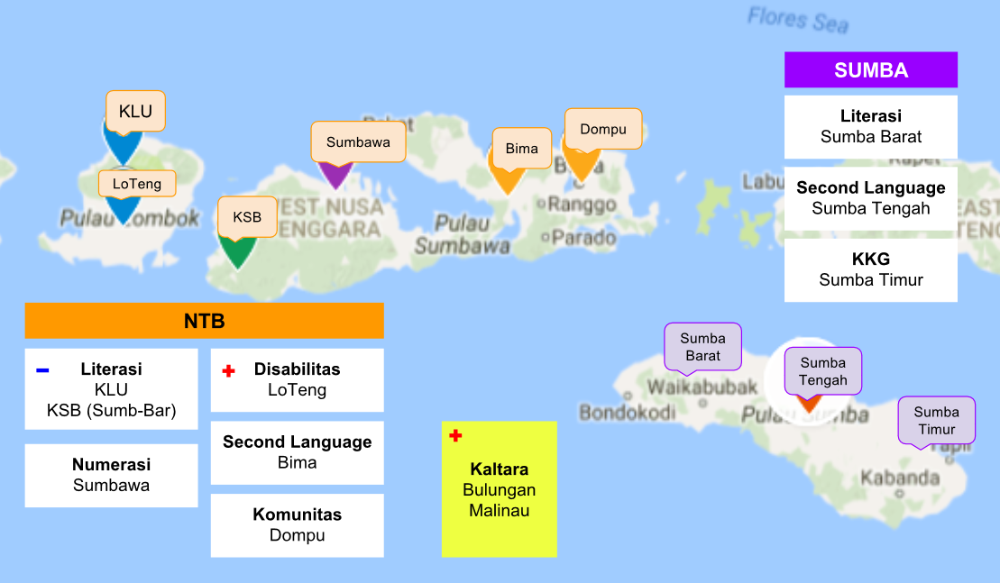 Flores Sea
SUMBA
Literasi
Sumba Barat
Second Language
Sumba Tengah
KKG
Sumba Timur
KLU
LoTeng
Pulau Lombok
KSB
Sumbawa
WEST NUSA
TENGGARA
Pulau
Sumbawa
Bima
Dompu
Ranggo
Parado
Labu
EAST
TENG
NTB
− Literasi
KLU
KSB (Sumb-Bar)
Numerasi
Sumbawa
+ Disabilitas
LoTeng
Second Language
Bima
Komunitas
Dompu
+
Kaltara
Bulungan
Malinau
Sumba
Barat
Sumba
Tengah
Sumba
Timur
Waikabubak
Bondokodi
Pulau Sumba
Kabanda